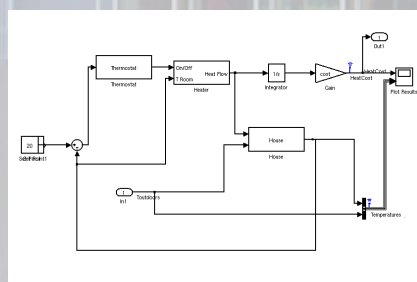 1
Out1
Thermostat
Thermostat
On/Off
T Room
Heat Flow
Heater
1/s
Integrator
cost
Gain
HeatCost
HeatCost
Plot Results
20
House
House
1
In1
Toutdoors
Temperatures